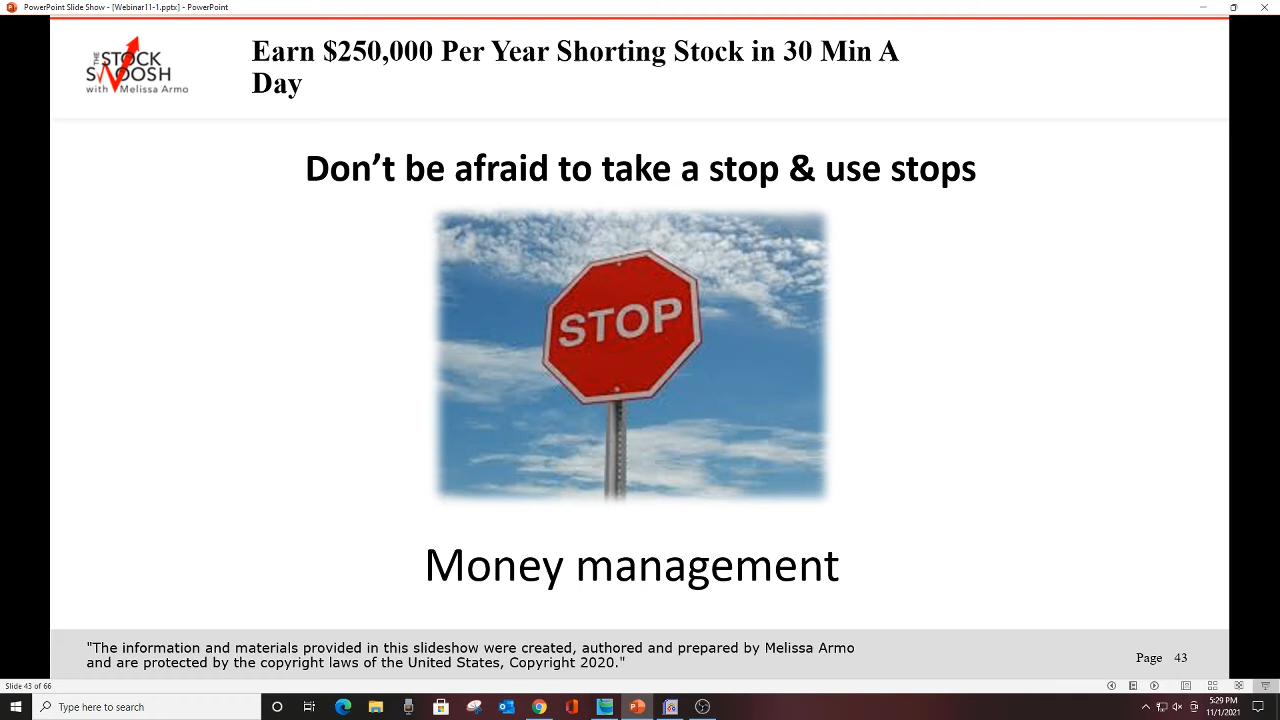 PowerPoint Slide Show - [Webinar11-1.pptx] - PowerPoint
THE
STOCK
SWOOSH
with Melissa Armo
Earn $250,000 Per Year Shorting Stock in 30 Min A
Day
Don't be afraid to take a stop & use stops
STOP
Money management
"The information and materials provided in this slideshow were created, authored and prepared by Melissa Armo
and are protected by the copyright laws of the United States, Copyright 2020."
Page 43
Slide 43 of 66
Type here to search
5:29 PM
11/1/2021